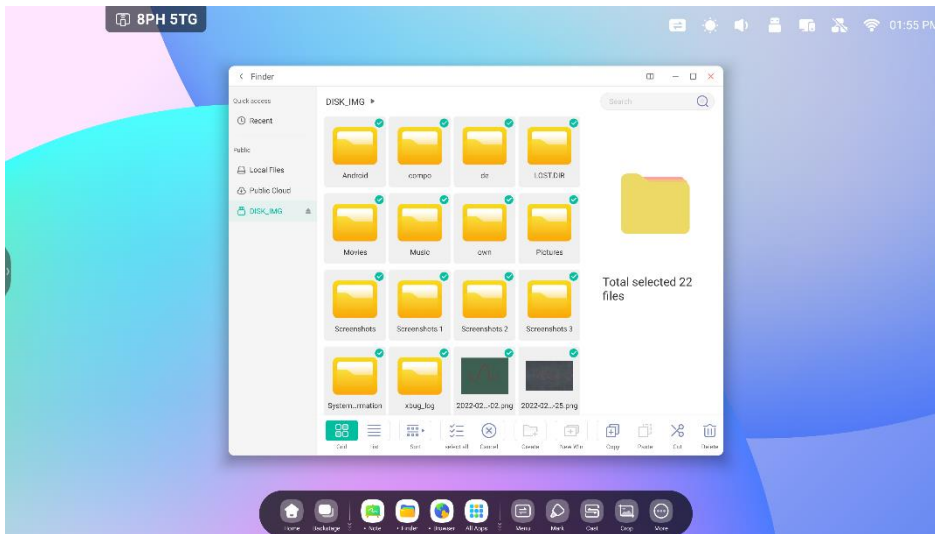 8PH 5TG
01:55 PM
Finder
Quick access
Recent
Public
Local Files
Public Cloud
DISK_IMG
DISK_IMG
Search
Android
compo
de
LOST.DIR
Movies
Music
own
Pictures
Screenshots
Screenshots 1
Screenshots 2
Screenshots 3
System...rmation
xbug_log
2022-02...-02.png
2022-02...-25.png
Total selected 22
files
Grid
List
Sort
select all
Cancel
Create
New Win
Copy
Paste
Cut
Delete
Home
Backstage
Note
Finder
Browser
All Apps
Menu
Mark
Cast
Crop
More